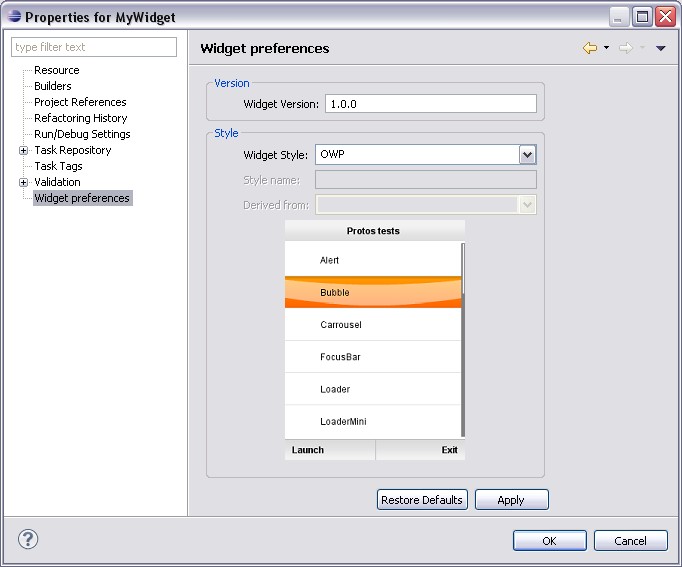 Properties for MyWidget
type filter text
Resource
Builders
Project References
Refactoring History
Run/Debug Settings
Task Repository
Task Tags
Validation
Widget preferences
Widget preferences
Version
Widget Version: 1.0.0
Style
Widget Style: OWP
Style name:
Derived from:
Protos tests
Alert
Bubble
Carrousel
FocusBar
Loader
LoaderMini
Launch Exit
Restore Defaults Apply
? OK Cancel